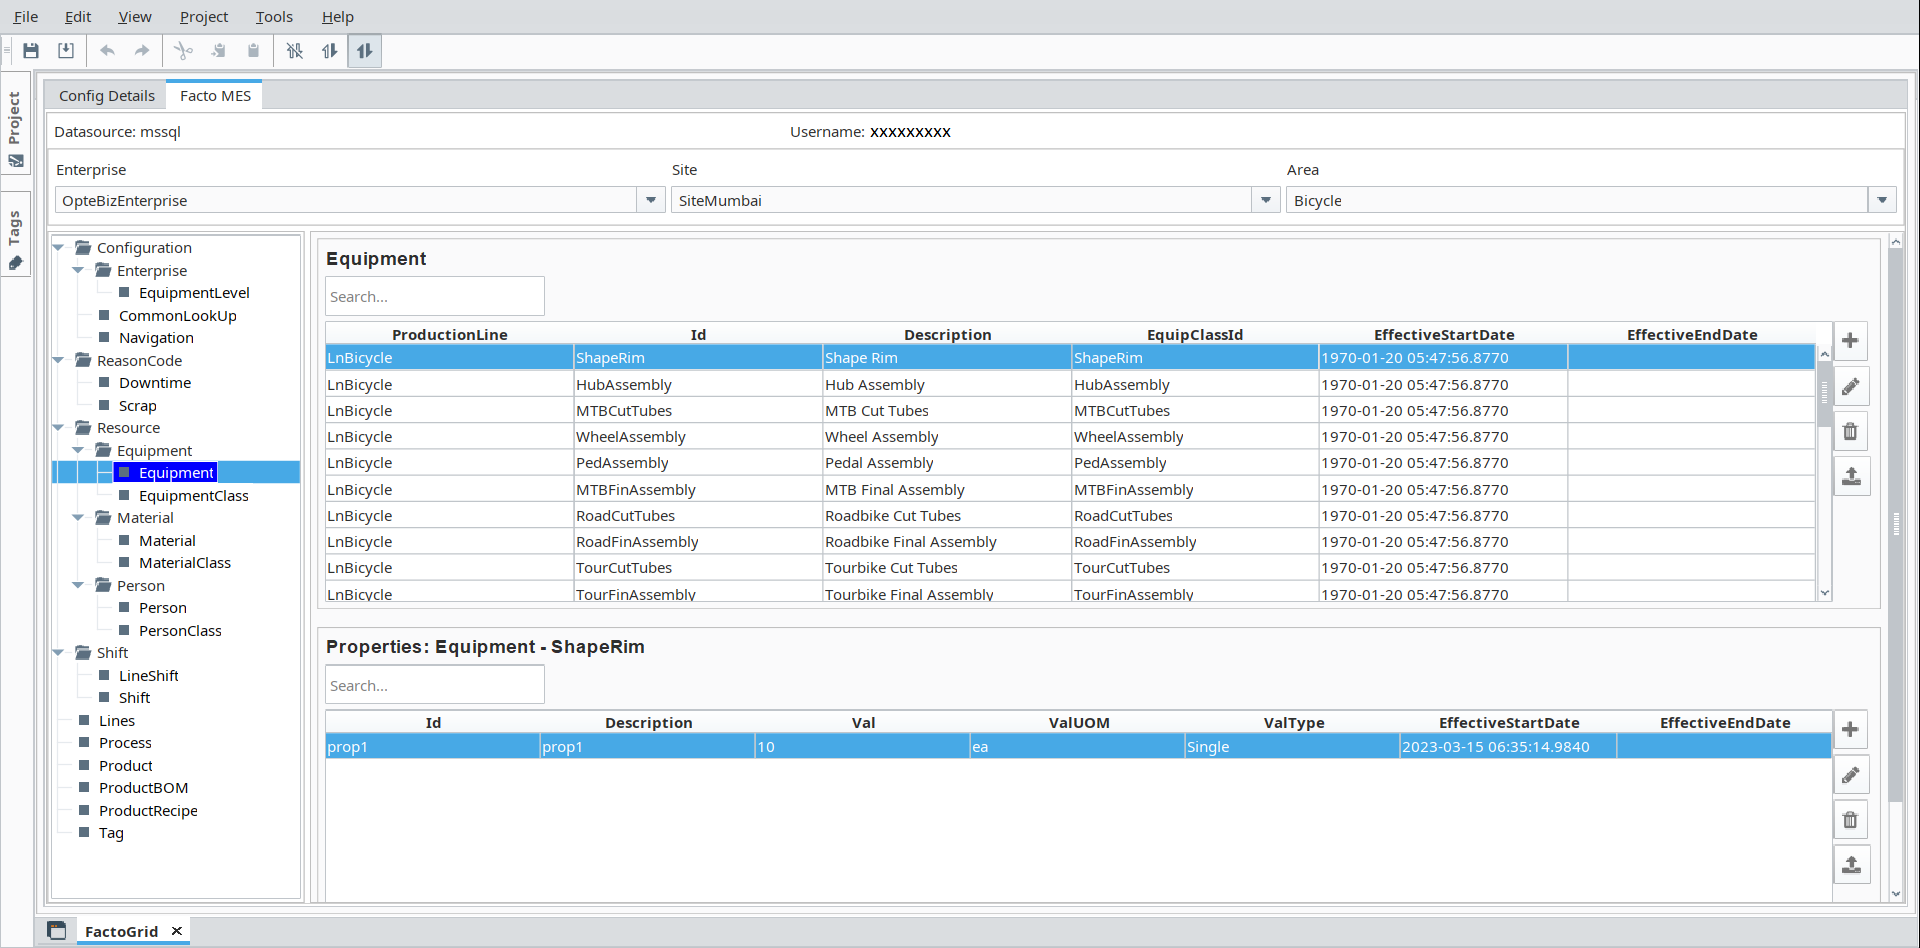 File Edit View Project Tools Help
Project
Tags
Config Details Facto MES
Datasource: mssql Username: xxxxxxxxx
Enterprise Site Area
OpteBizEnterprise SiteMumbai Bicycle
Configuration
Enterprise
EquipmentLevel
CommonLookUp
Navigation
ReasonCode
Downtime
Scrap
Resource
Equipment
Equipment
EquipmentClass
Material
Material
MaterialClass
Person
Person
PersonClass
Shift
LineShift
Shift
Lines
Process
Product
ProductBOM
ProductRecipe
Tag
Equipment
Search...
ProductionLine Id Description EquipClassId EffectiveStartDate EffectiveEndDate
LnBicycle ShapeRim Shape Rim ShapeRim 1970-01-20 05:47:56.8770
LnBicycle HubAssembly Hub Assembly HubAssembly 1970-01-20 05:47:56.8770
LnBicycle MTBCutTubes MTB Cut Tubes MTBCutTubes 1970-01-20 05:47:56.8770
LnBicycle WheelAssembly Wheel Assembly WheelAssembly 1970-01-20 05:47:56.8770
LnBicycle PedAssembly Pedal Assembly PedAssembly 1970-01-20 05:47:56.8770
LnBicycle MTBFinAssembly MTB Final Assembly MTBFinAssembly 1970-01-20 05:47:56.8770
LnBicycle RoadCutTubes Roadbike Cut Tubes RoadCutTubes 1970-01-20 05:47:56.8770
LnBicycle RoadFinAssembly Roadbike Final Assembly RoadFinAssembly 1970-01-20 05:47:56.8770
LnBicycle TourCutTubes Tourbike Cut Tubes TourCutTubes 1970-01-20 05:47:56.8770
LnBicycle TourFinAssembly Tourbike Final Assembly TourFinAssembly 1970-01-20 05:47:56.8770
Properties: Equipment - ShapeRim
Search...
Id Description Val ValUOM ValType EffectiveStartDate EffectiveEndDate
prop1 prop1 10 ea Single 2023-03-15 06:35:14.9840
FactoGrid